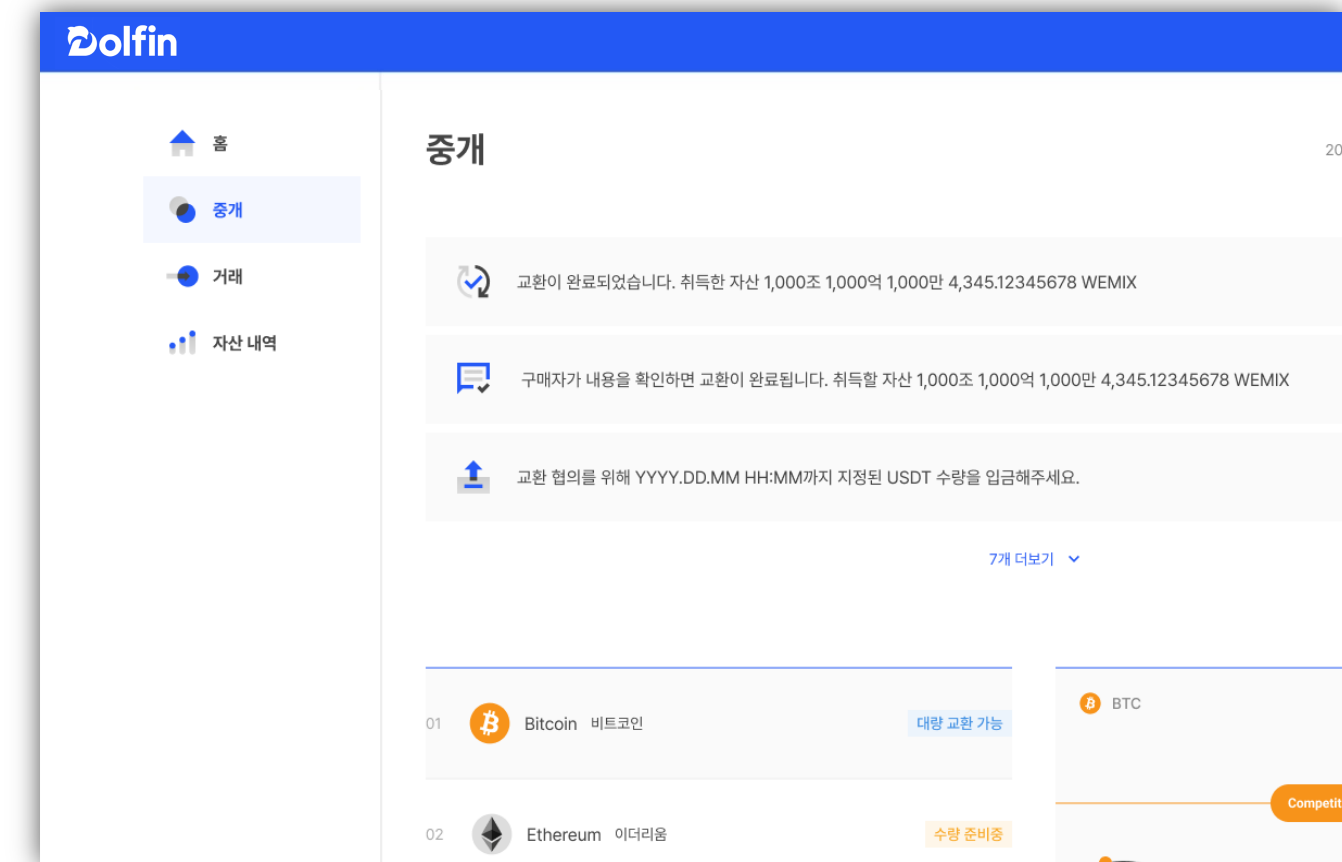 Dolfin
홈
중개
거래
자산 내역
중개
20
교환이 완료되었습니다. 취득한 자산 1,000조 1,000억 1,000만 4,345.12345678 WEMIX
구매자가 내용을 확인하면 교환이 완료됩니다. 취득할 자산 1,000조 1,000억 1,000만 4,345.12345678 WEMIX
교환 협의를 위해 YYYY.DD.MM HH:MM까지 지정된 USDT 수량을 입금해주세요.
7개 더보기
01 Bitcoin 비트코인 대량 교환 가능
02 Ethereum 이더리움 수량 준비중
BTC
Competit